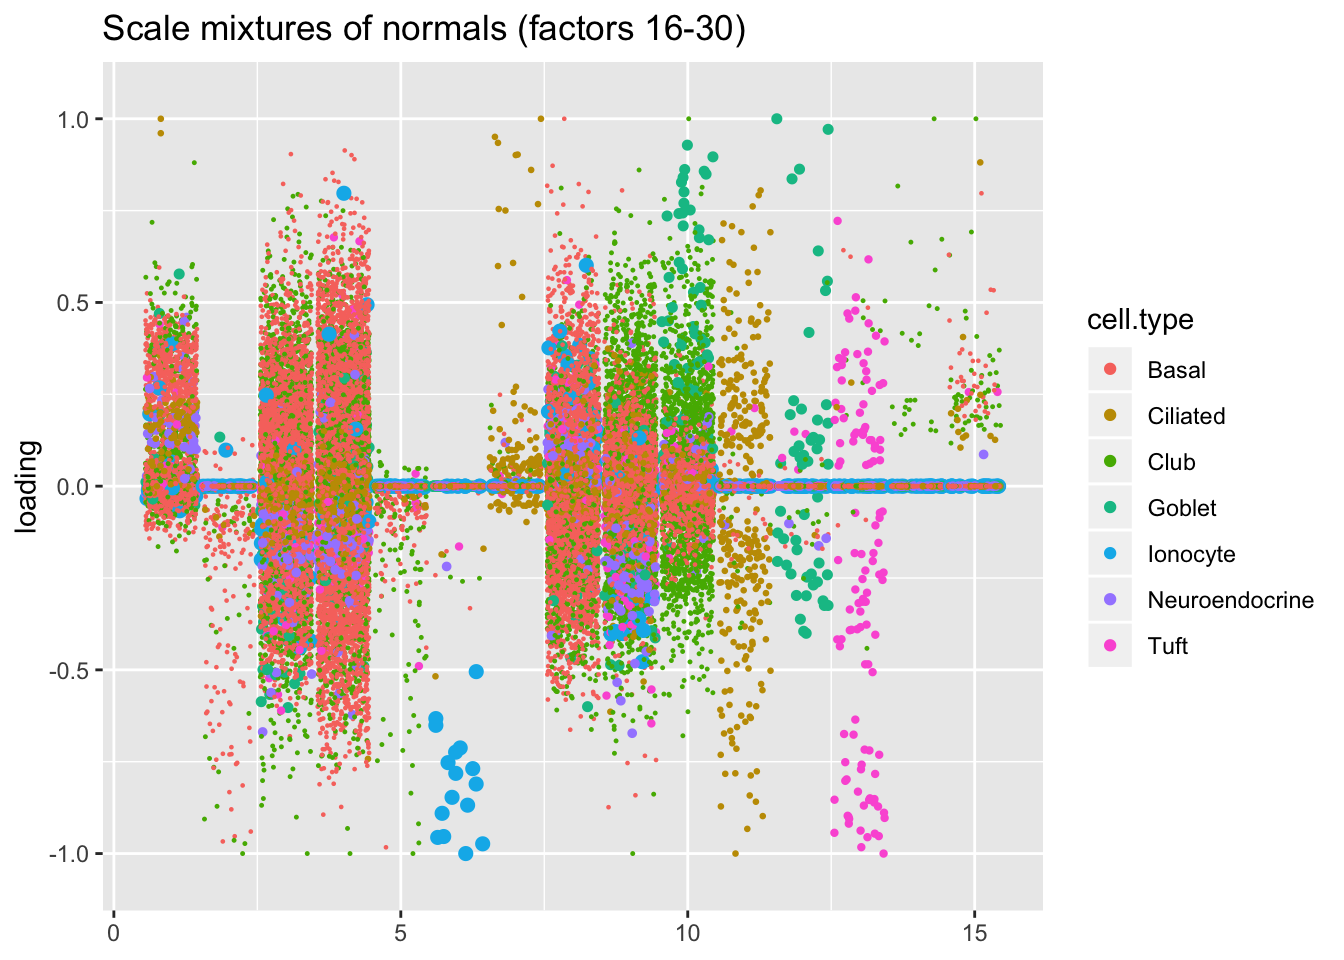 Scale mixtures of normals (factors 16-30)
1.0
0.5
0.0
-0.5
-1.0
loading
0
5
10
15
cell.type
Basal
Ciliated
Club
Goblet
Ionocyte
Neuroendocrine
Tuft